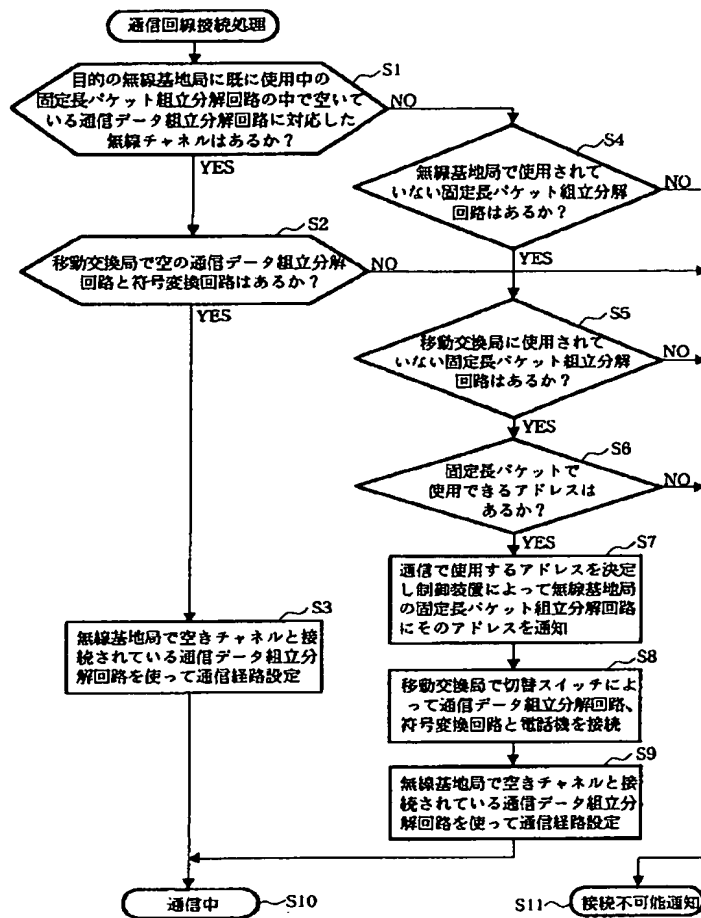 通信回線接続処理
S1
目的の無線基地局に既に使用中の
固定長パケット組立分解回路の中で空いて
いる通信データ組立分解回路に対応した
無線チャネルはあるか？
NO
YES
S4
無線基地局で使用されて
いない固定長パケット組立分解
回路はあるか？
NO
YES
S2
移動交換局で空の通信データ組立分解
回路と符号変換回路はあるか？
NO
YES
S5
移動交換局に使用されて
いない固定長パケット組立分解
回路はあるか？
NO
YES
S6
固定長パケットで
使用できるアドレスは
あるか？
NO
YES
S7
通信で使用するアドレスを決定
し制御装置によって無線基地局
の固定長パケット組立分解回路
にそのアドレスを通知
S3
無線基地局で空きチャネルと接
続されている通信データ組立分
解回路を使って通信経路設定
S8
移動交換局で切替スイッチによ
って通信データ組立分解回路、
符号変換回路と電話機を接続
S9
無線基地局で空きチャネルと接
続されている通信データ組立分
解回路を使って通信経路設定
通信中
S10
S11
接続不可能通知